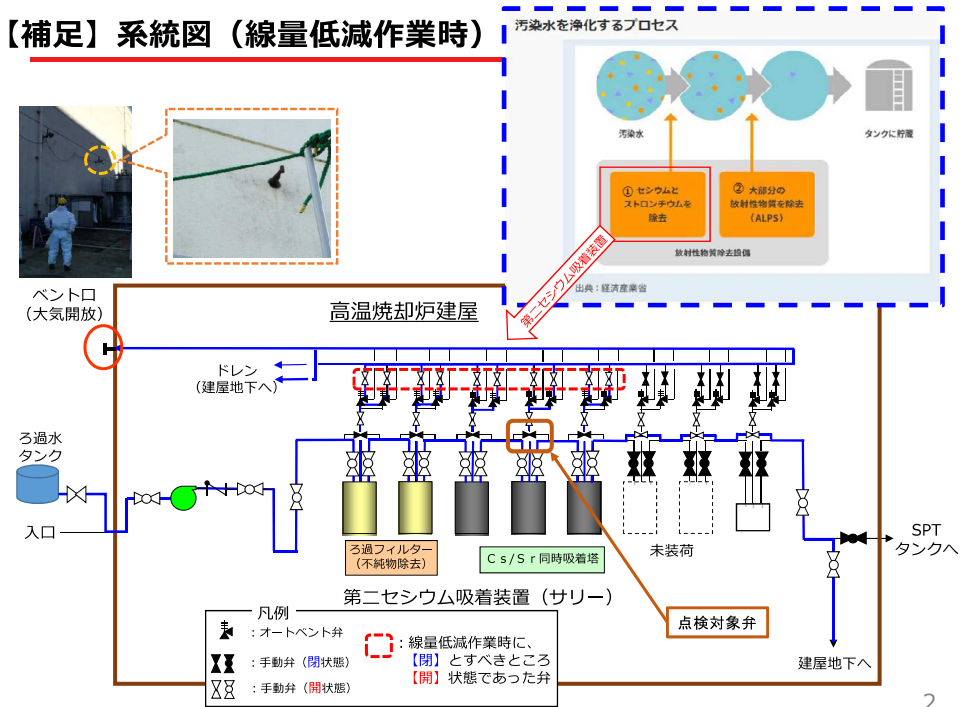 【補足】系統図（線量低減作業時）
汚染水を浄化するプロセス
汚染水
タンクに貯蔵
① セシウムと
ストロンチウムを
除去
② 大部分の
放射性物質を除去
（ALPS）
放射性物質除去設備
出典：経済産業省
第二セシウム吸着装置
ベント口
（大気開放）
高温焼却炉建屋
ドレン
（建屋地下へ）
ろ過水
タンク
入口
ろ過フィルター
（不純物除去）
Ｃｓ/Ｓｒ同時吸着塔
未装荷
SPT
タンクへ
第二セシウム吸着装置（サリー）
点検対象弁
建屋地下へ
凡例
：オートベント弁
：手動弁（閉状態）
：手動弁（開状態）
：線量低減作業時に、
【閉】とすべきところ
【開】状態であった弁
2